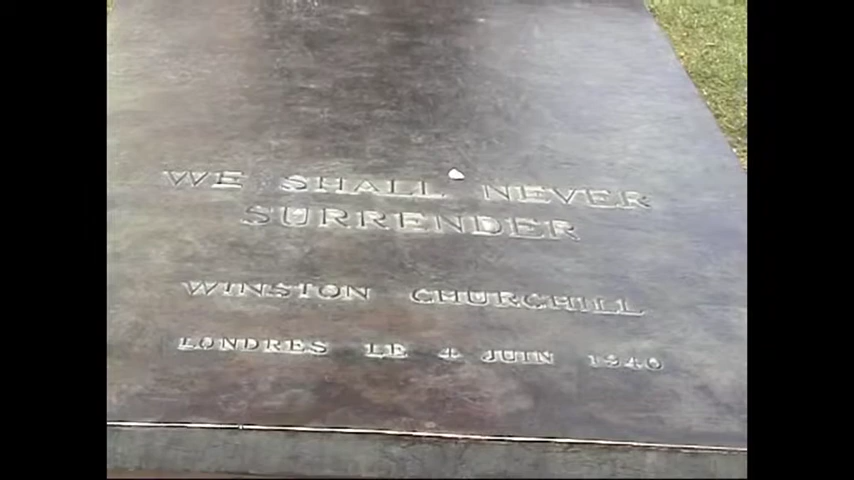 WE SHALL NEVER
SURRENDER
WINSTON CHURCHILL
LONDRES LE 4 JUIN 1940